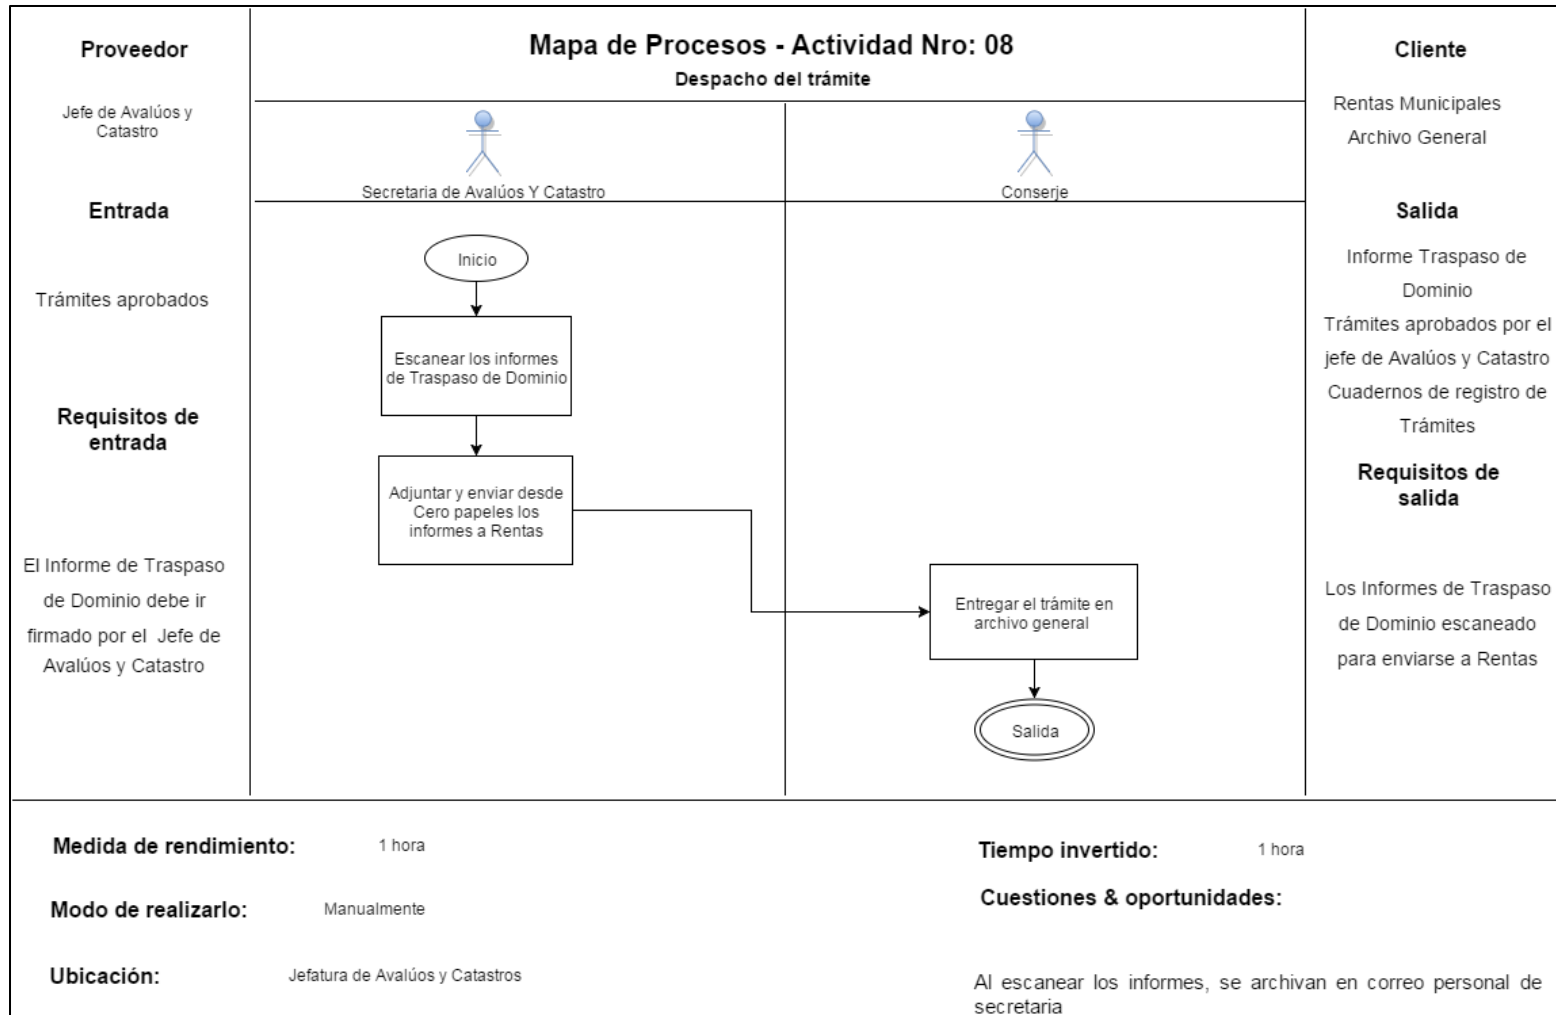 Proveedor
Jefe de Avalúos y
Catastro
Entrada
Trámites aprobados
Requisitos de
entrada
El Informe de Traspaso
de Dominio debe ir
firmado por el Jefe de
Avalúos y Catastro
Mapa de Procesos - Actividad Nro: 08
Despacho del trámite
Secretaria de Avalúos Y Catastro
Conserje
Inicio
Escanear los informes
de Traspaso de Dominio
Adjuntar y enviar desde
Cero papeles los
informes a Rentas
Entregar el trámite en
archivo general
Salida
Cliente
Rentas Municipales
Archivo General
Salida
Informe Traspaso de
Dominio
Trámites aprobados por el
jefe de Avalúos y Catastro
Cuadernos de registro de
Trámites
Requisitos de
salida
Los Informes de Traspaso
de Dominio escaneado
para enviarse a Rentas
Medida de rendimiento: 1 hora
Modo de realizarlo: Manualmente
Ubicación: Jefatura de Avalúos y Catastros
Tiempo invertido: 1 hora
Cuestiones & oportunidades:
Al escanear los informes, se archivan en correo personal de
secretaria